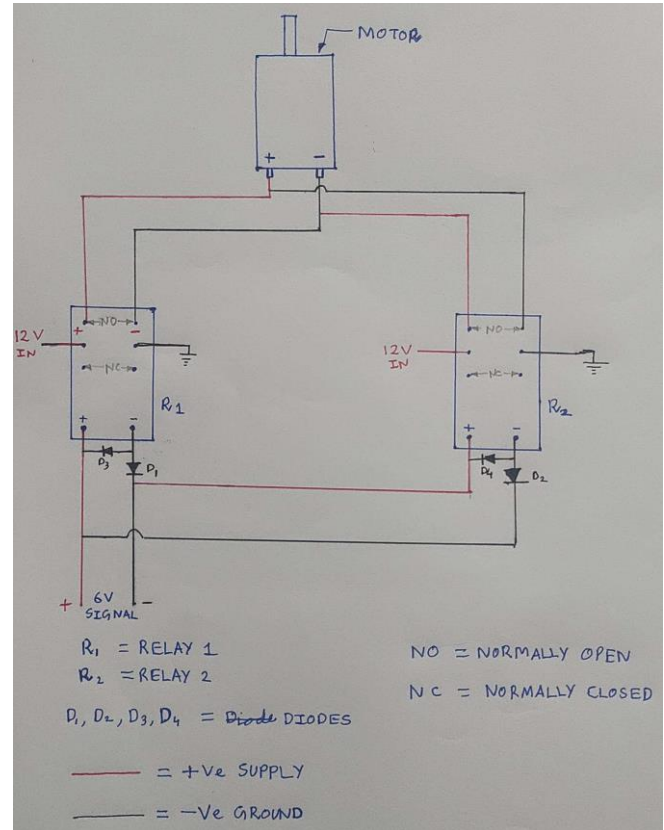 MOTOR
+ −
+ ←NO→ −
←NO→
12V
IN
12V
IN
←NC→
←NC→
R1
R2
+ −
+ −
D3
D1
D4
D2
+ 6V −
SIGNAL
R1 = RELAY 1
R2 = RELAY 2
NO = NORMALLY OPEN
NC = NORMALLY CLOSED
D1, D2, D3, D4 = Diode DIODES
= +Ve SUPPLY
= −Ve GROUND